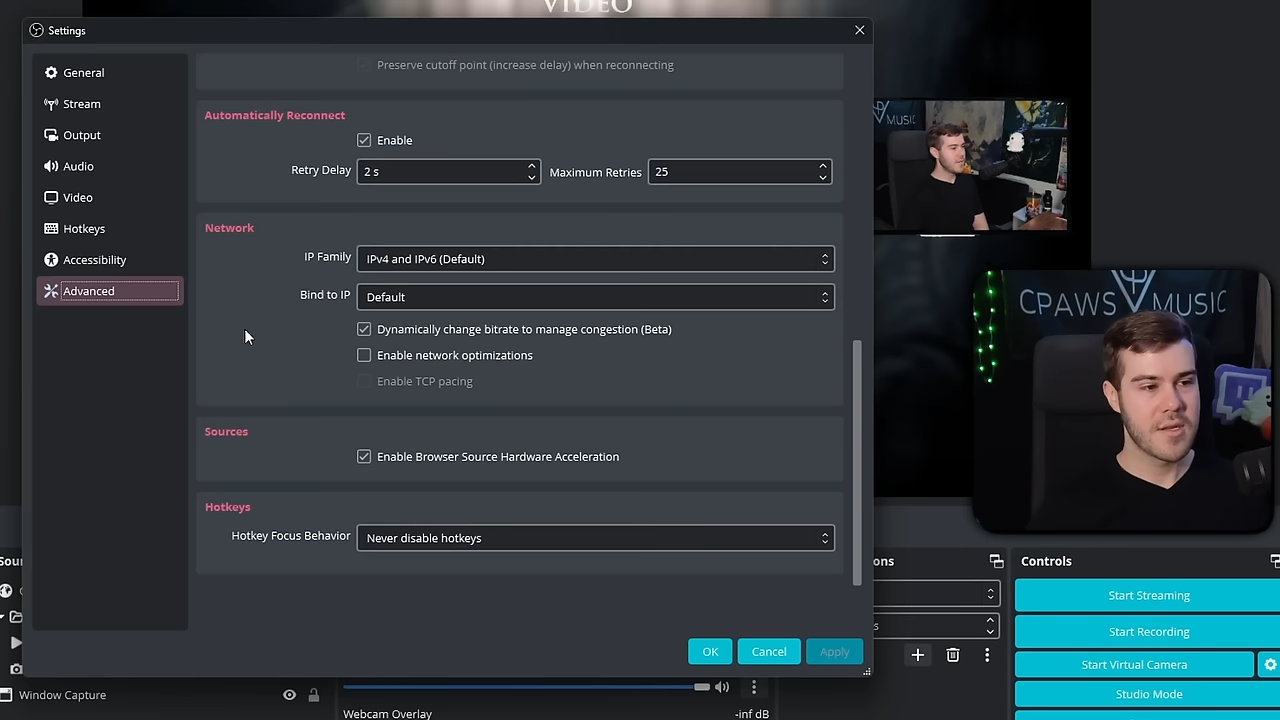 VIDEO
Settings
General
Stream
Output
Audio
Video
Hotkeys
Accessibility
Advanced
Preserve cutoff point (increase delay) when reconnecting
Automatically Reconnect
Enable
Retry Delay
2 s
Maximum Retries
25
Network
IP Family
IPv4 and IPv6 (Default)
Bind to IP
Default
Dynamically change bitrate to manage congestion (Beta)
Enable network optimizations
Enable TCP pacing
Sources
Enable Browser Source Hardware Acceleration
Hotkeys
Hotkey Focus Behavior
Never disable hotkeys
OK
Cancel
Apply
MUSIC
CPAWS MUSIC
Sour
Window Capture
Webcam Overlay
-inf dB
ons
s
Controls
Start Streaming
Start Recording
Start Virtual Camera
Studio Mode